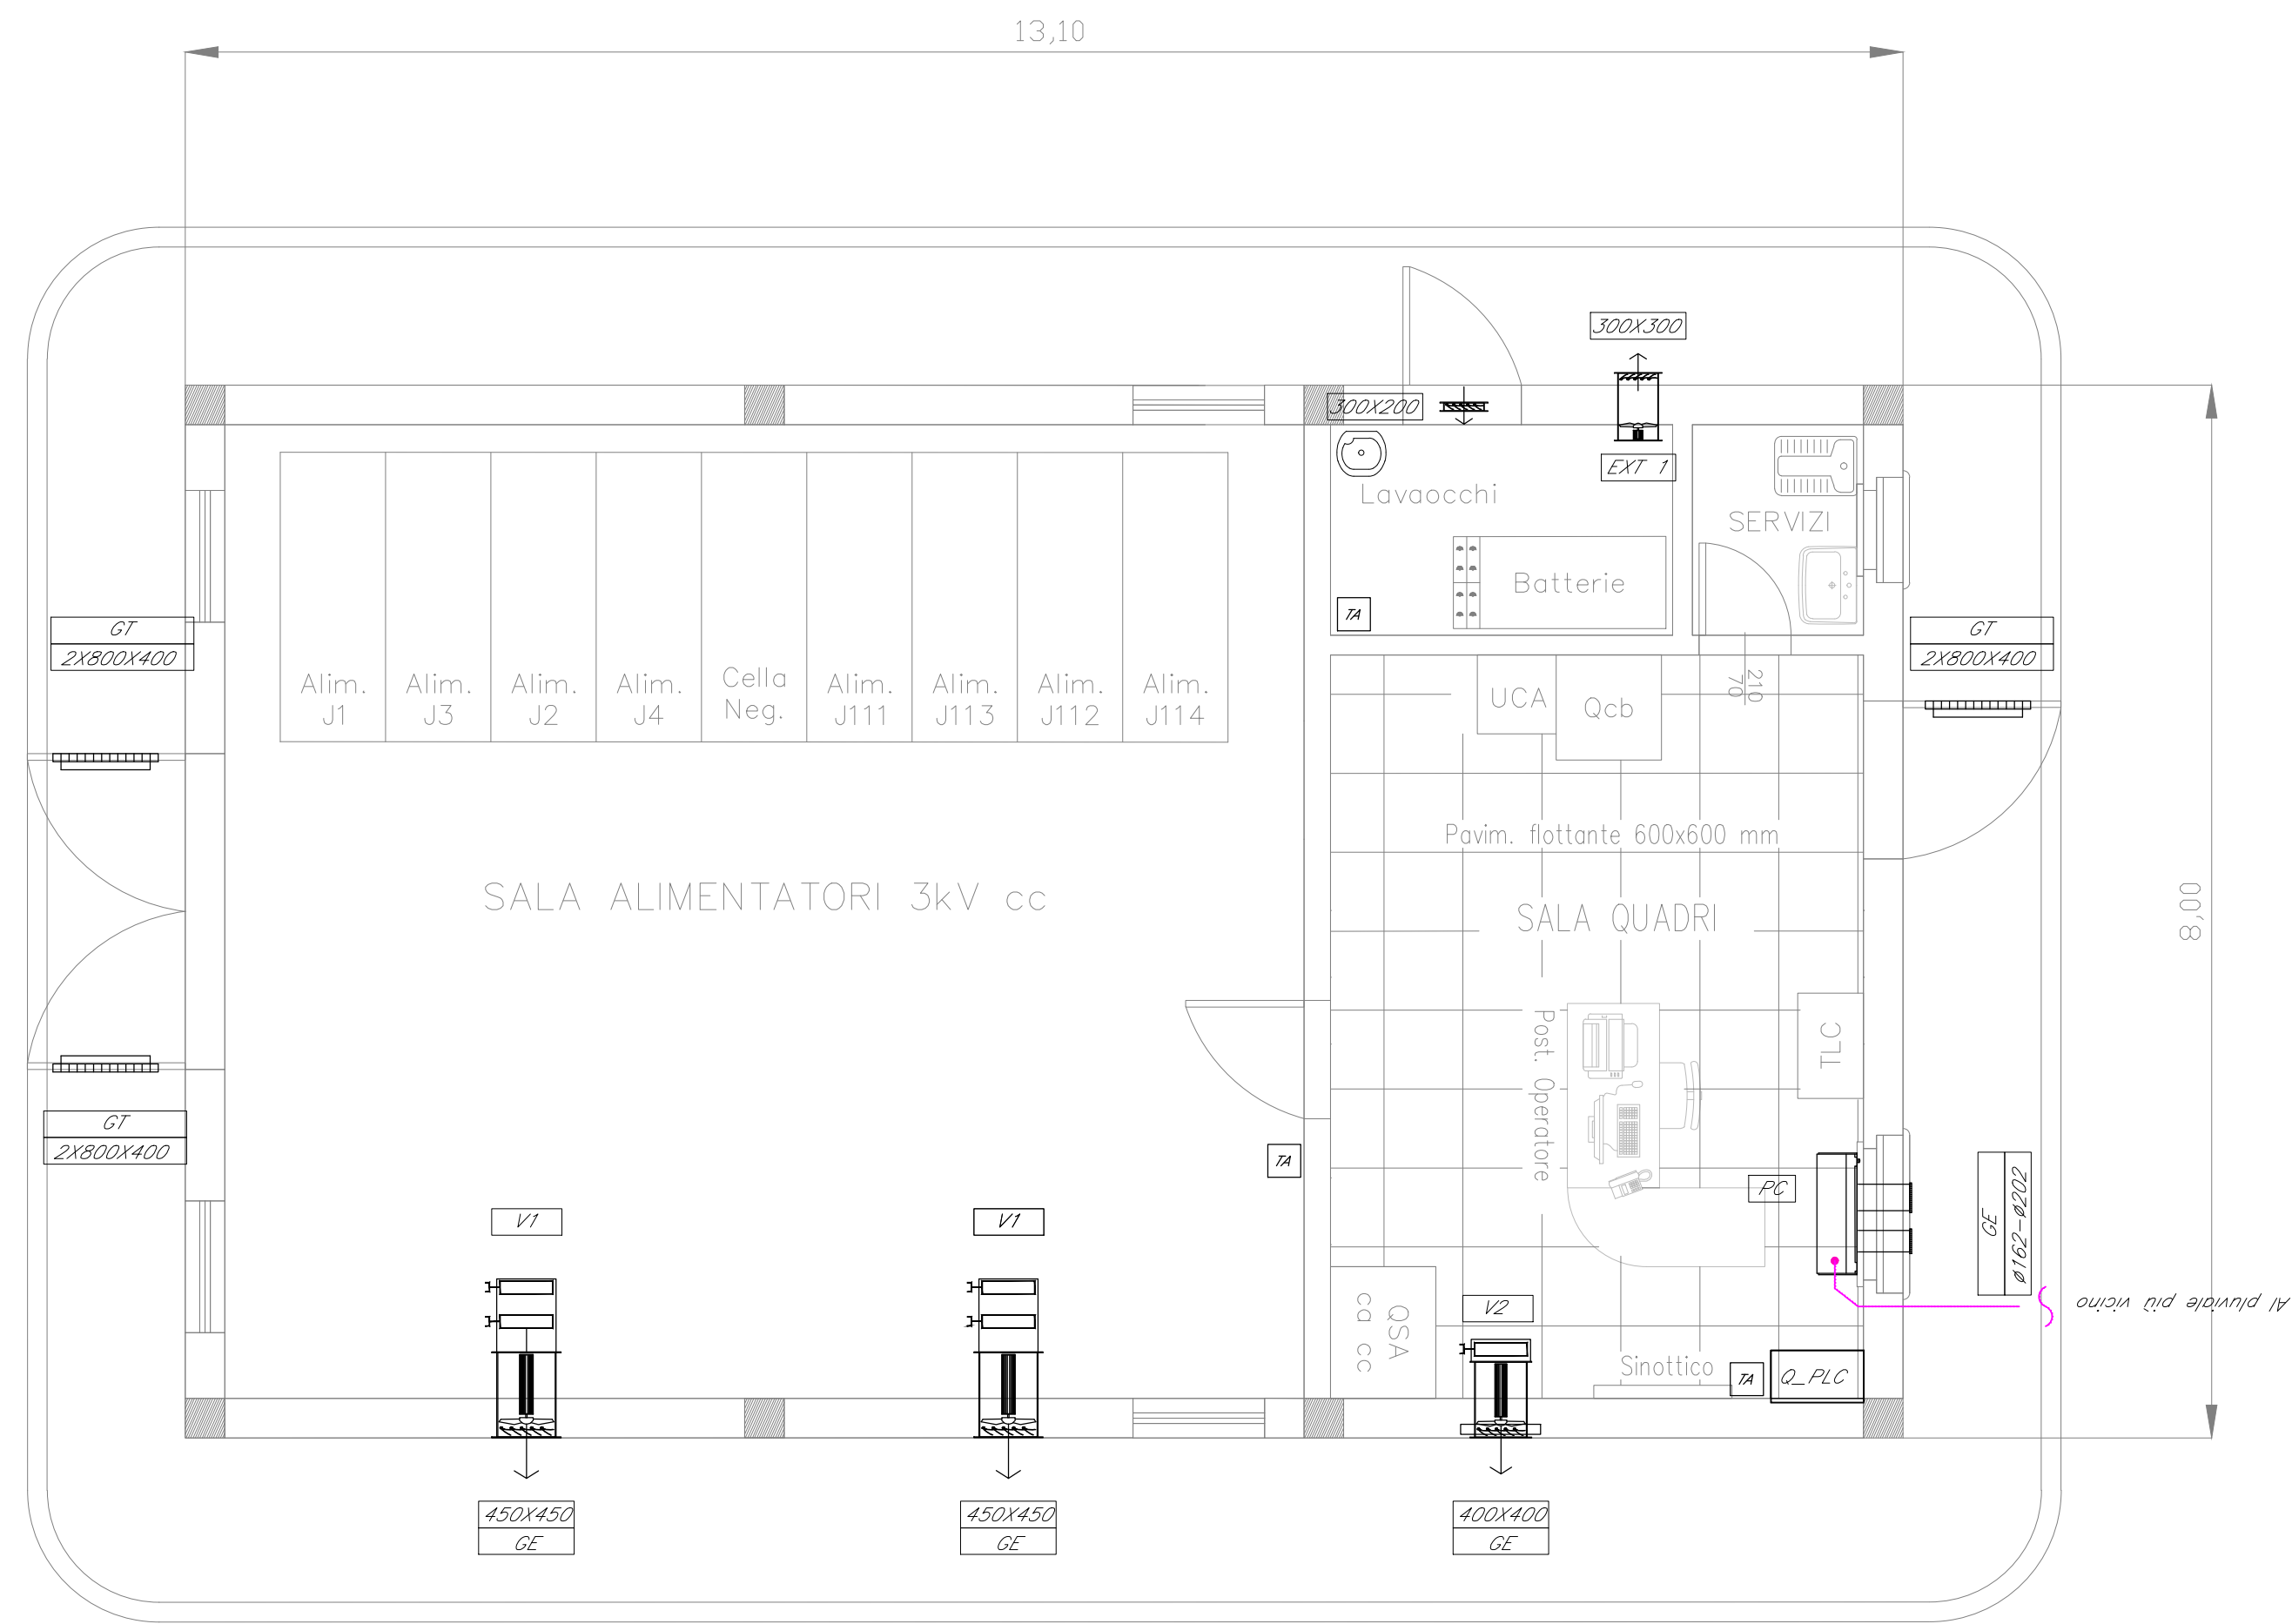 13,10
300X300
300X200
EXT 1
Lavaocchi
SERVIZI
Batterie
TA
GT
2X800X400
GT
2X800X400
Alim.
J1
Alim.
J3
Alim.
J2
Alim.
J4
Cella
Neg.
Alim.
J111
Alim.
J113
Alim.
J112
Alim.
J114
UCA
Qcb
210
70
Pavim. flottante 600x600 mm
SALA ALIMENTATORI 3kV cc
SALA QUADRI
8,00
TLC
Post. Operatore
GT
2X800X400
TA
PC
GE
ø162-ø202
V1
V1
V2
Al pluviale più vicino
QSA
ca cc
Sinottico
TA
Q_PLC
450X450
GE
450X450
GE
400X400
GE